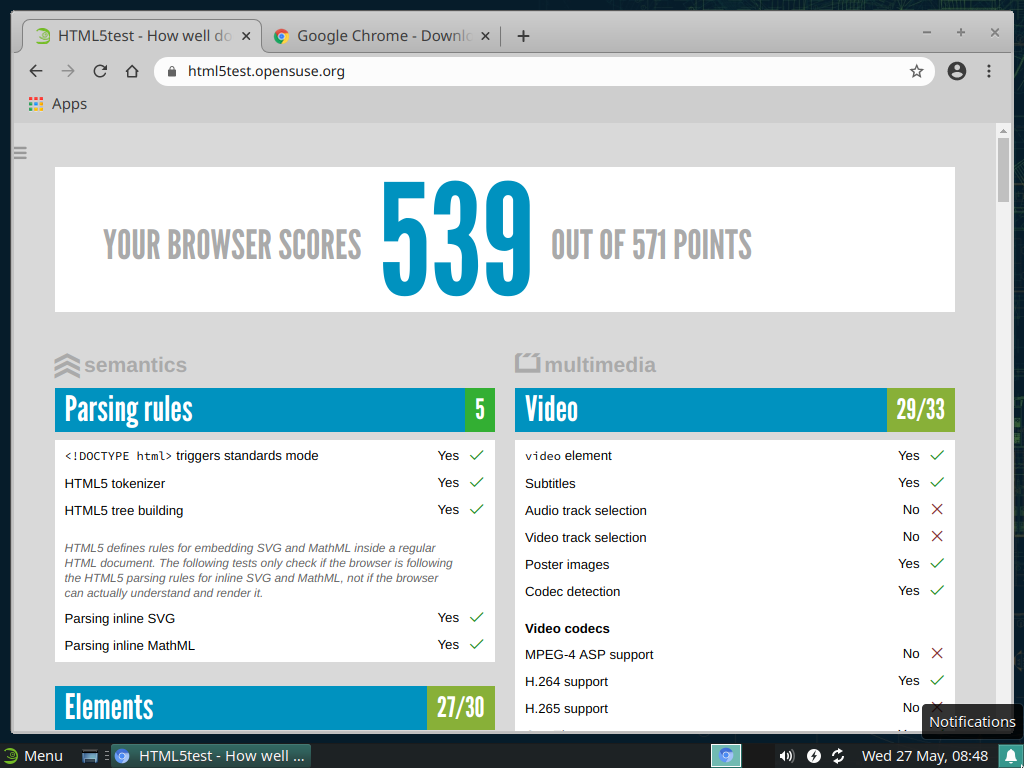 HTML5test - How well do
Google Chrome - Downlo
html5test.opensuse.org
Apps
YOUR BROWSER SCORES 539 OUT OF 571 POINTS
semantics
Parsing rules 5
<!DOCTYPE html> triggers standards mode Yes
HTML5 tokenizer Yes
HTML5 tree building Yes
HTML5 defines rules for embedding SVG and MathML inside a regular
HTML document. The following tests only check if the browser is following
the HTML5 parsing rules for inline SVG and MathML, not if the browser
can actually understand and render it.
Parsing inline SVG Yes
Parsing inline MathML Yes
Elements 27/30
multimedia
Video 29/33
video element Yes
Subtitles Yes
Audio track selection No
Video track selection No
Poster images Yes
Codec detection Yes
Video codecs
MPEG-4 ASP support No
H.264 support Yes
H.265 support No
Notifications
Menu
HTML5test - How well ...
Wed 27 May, 08:48